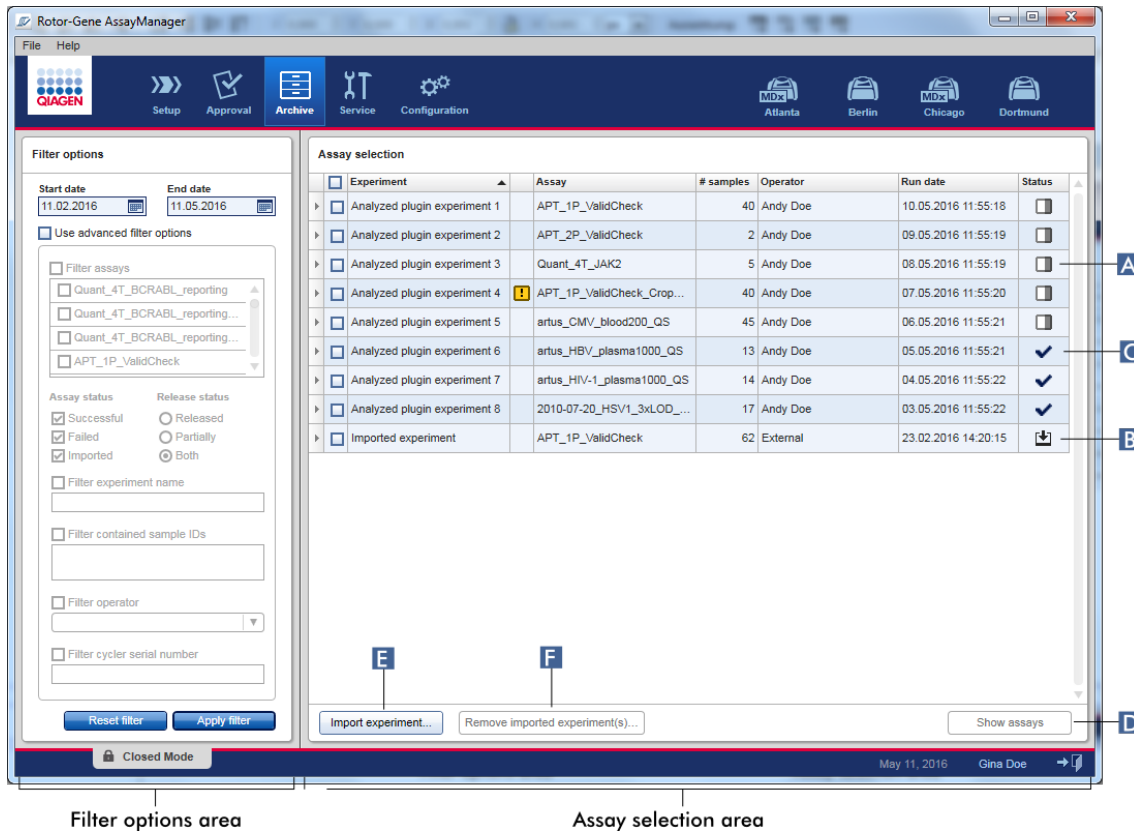 Rotor-Gene AssayManager
File Help
QIAGEN
Setup Approval Archive Service Configuration
MDx Atlanta Berlin MDx Chicago Dortmund
Filter options
Start date End date
11.02.2016 11.05.2016
Use advanced filter options
Filter assays
Quant_4T_BCRABL_reporting
Quant_4T_BCRABL_reporting...
Quant_4T_BCRABL_reporting...
APT_1P_ValidCheck
Assay status Release status
Successful Released
Failed Partially
Imported Both
Filter experiment name
Filter contained sample IDs
Filter operator
Filter cycler serial number
Reset filter Apply filter
Assay selection
Experiment Assay # samples Operator Run date Status
Analyzed plugin experiment 1 APT_1P_ValidCheck 40 Andy Doe 10.05.2016 11:55:18
Analyzed plugin experiment 2 APT_2P_ValidCheck 2 Andy Doe 09.05.2016 11:55:19
Analyzed plugin experiment 3 Quant_4T_JAK2 5 Andy Doe 08.05.2016 11:55:19 A
Analyzed plugin experiment 4 ! APT_1P_ValidCheck_Crop... 40 Andy Doe 07.05.2016 11:55:20
Analyzed plugin experiment 5 artus_CMV_blood200_QS 45 Andy Doe 06.05.2016 11:55:21
Analyzed plugin experiment 6 artus_HBV_plasma1000_QS 13 Andy Doe 05.05.2016 11:55:21 C
Analyzed plugin experiment 7 artus_HIV-1_plasma1000_QS 14 Andy Doe 04.05.2016 11:55:22
Analyzed plugin experiment 8 2010-07-20_HSV1_3xLOD_... 17 Andy Doe 03.05.2016 11:55:22
Imported experiment APT_1P_ValidCheck 62 External 23.02.2016 14:20:15 B
E F
Import experiment... Remove imported experiment(s)... Show assays D
Closed Mode May 11, 2016 Gina Doe
Filter options area Assay selection area